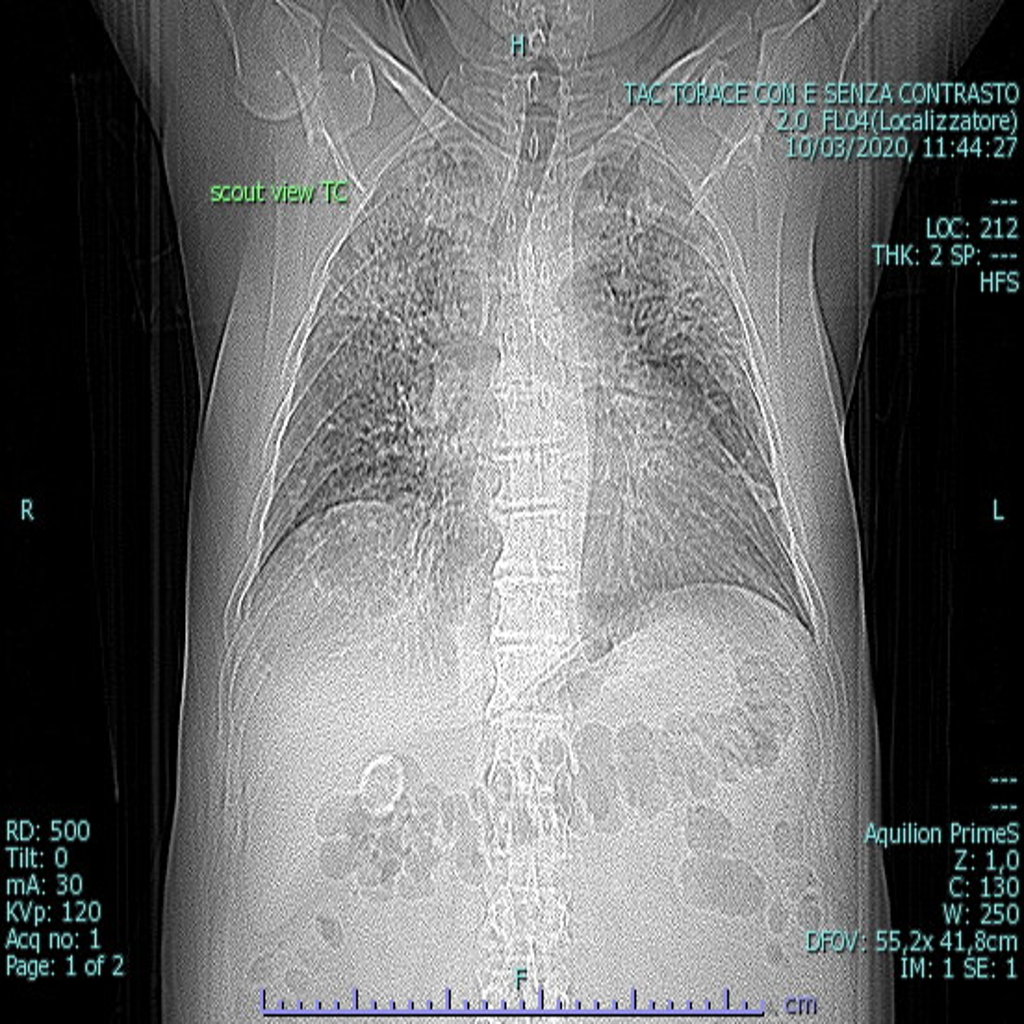 H
TAC TORACE CON E SENZA CONTRASTO
2.0 FL04(Localizzatore)
10/03/2020, 11:44:27
scout view TC
---
LOC: 212
THK: 2 SP: ---
HFS
R
L
---
---
RD: 500
Tilt: 0
mA: 30
KVp: 120
Acq no: 1
Page: 1 of 2
Aquilion PrimeS
Z: 1,0
C: 130
W: 250
DFOV: 55,2x 41,8cm
IM: 1 SE: 1
F
cm